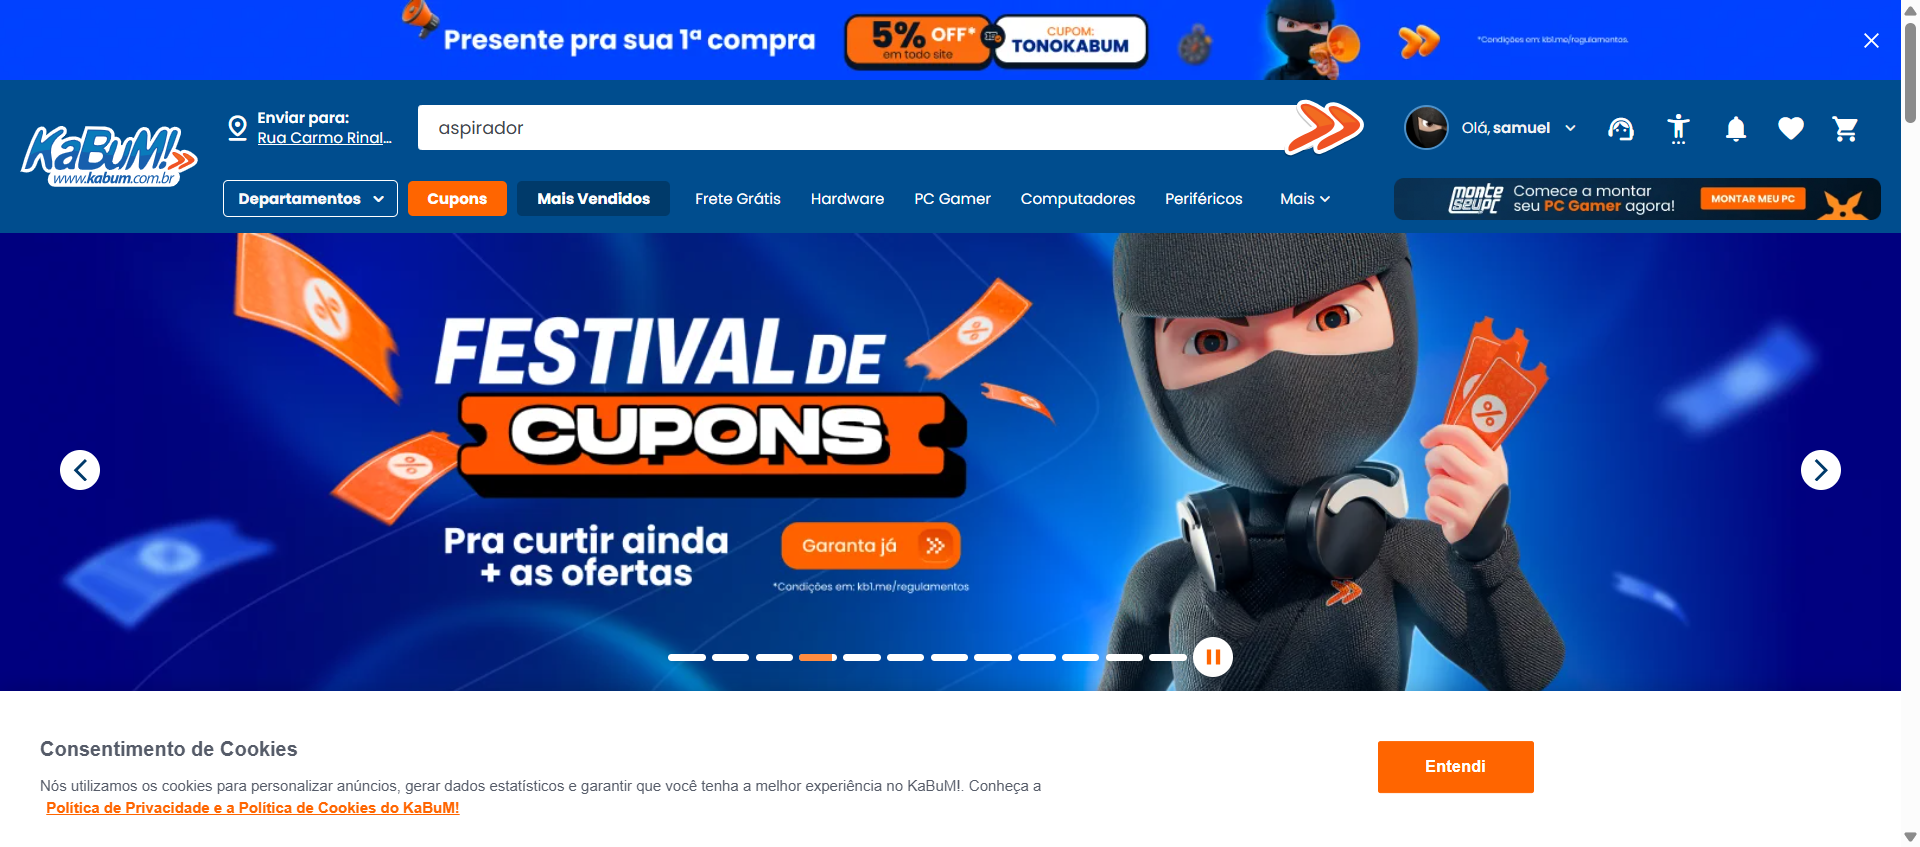 Presente pra sua 1ª compra
5% OFF*
em todo site
CUPOM:
TONOKABUM
*Condições em: kb1.me/regulamentos.
KaBuM!
www.kabum.com.br
Enviar para:
Rua Carmo Rinal...
aspirador
Olá, samuel
Departamentos
Cupons
Mais Vendidos
Frete Grátis
Hardware
PC Gamer
Computadores
Periféricos
Mais
monte seu pc
Comece a montar
seu PC Gamer agora!
MONTAR MEU PC
FESTIVAL DE
CUPONS
Pra curtir ainda
+ as ofertas
Garanta já
*Condições em: kb1.me/regulamentos
Consentimento de Cookies
Nós utilizamos os cookies para personalizar anúncios, gerar dados estatísticos e garantir que você tenha a melhor experiência no KaBuM!. Conheça a
Política de Privacidade e a Política de Cookies do KaBuM!
Entendi